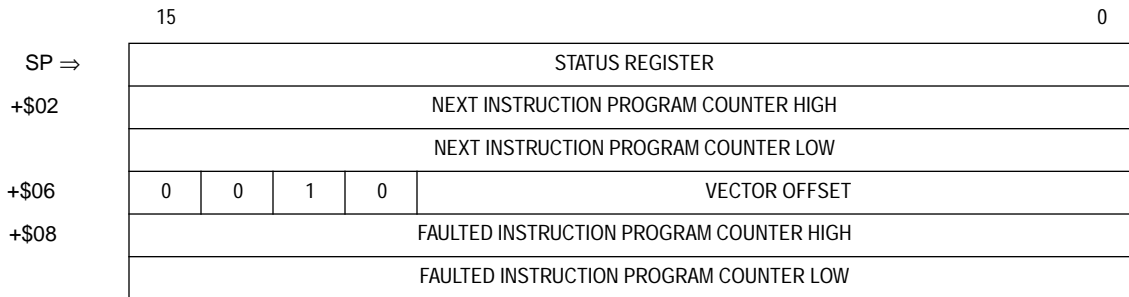 15 0
SP ⇒ STATUS REGISTER
+$02 NEXT INSTRUCTION PROGRAM COUNTER HIGH
NEXT INSTRUCTION PROGRAM COUNTER LOW
+$06 0 0 1 0 VECTOR OFFSET
+$08 FAULTED INSTRUCTION PROGRAM COUNTER HIGH
FAULTED INSTRUCTION PROGRAM COUNTER LOW